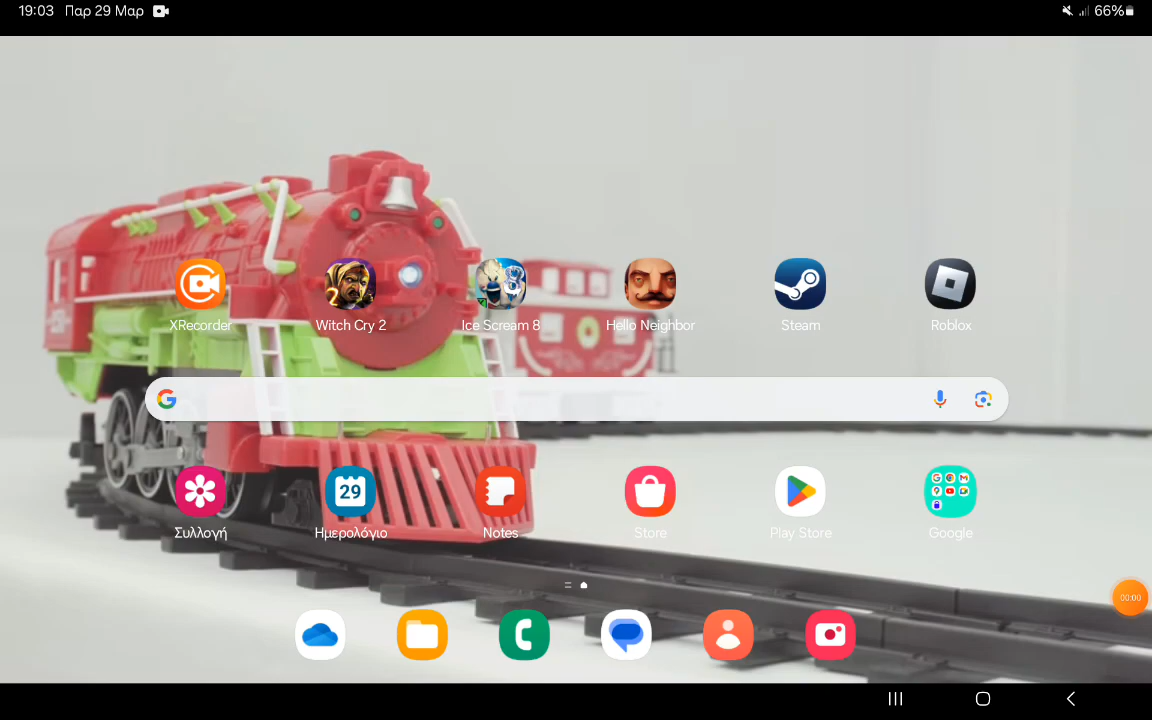 19:03 Παρ 29 Μαρ
66%
XRecorder
Witch Cry 2
Ice Scream 8
Hello Neighbor
Steam
Roblox
29
Συλλογή
Ημερολόγιο
Notes
Store
Play Store
Google
00:00